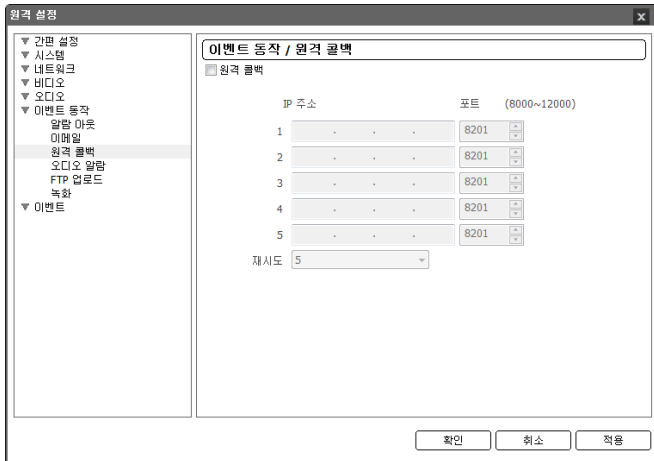 원격 설정
간편 설정
시스템
네트워크
비디오
오디오
이벤트 동작
알람 아웃
이메일
원격 콜백
오디오 알람
FTP 업로드
녹화
이벤트
이벤트 동작 / 원격 콜백
원격 콜백
IP 주소 포트 (8000~12000)
1 . . . 8201
2 . . . 8201
3 . . . 8201
4 . . . 8201
5 . . . 8201
재시도 5
확인 취소 적용